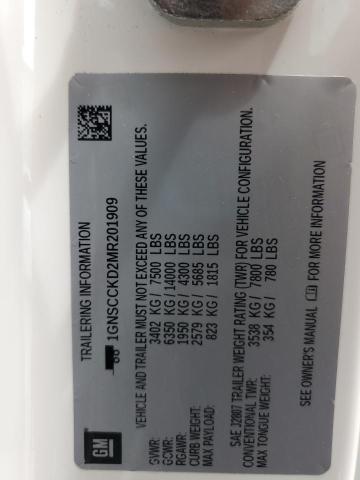 GM
TRAILERING INFORMATION
1GNSCCKD2MR201909
VEHICLE AND TRAILER MUST NOT EXCEED ANY OF THESE VALUES.
GVWR: 3402 KG / 7500 LBS
GCWR: 6350 KG / 14000 LBS
RGAWR: 1950 KG / 4300 LBS
CURB WEIGHT: 2579 KG / 5685 LBS
MAX PAYLOAD: 823 KG / 1815 LBS
SAE J2807 TRAILER WEIGHT RATING (TWR) FOR VEHICLE CONFIGURATION.
CONVENTIONAL TWR: 3538 KG / 7800 LBS
MAX TONGUE WEIGHT: 354 KG / 780 LBS
SEE OWNER'S MANUAL FOR MORE INFORMATION